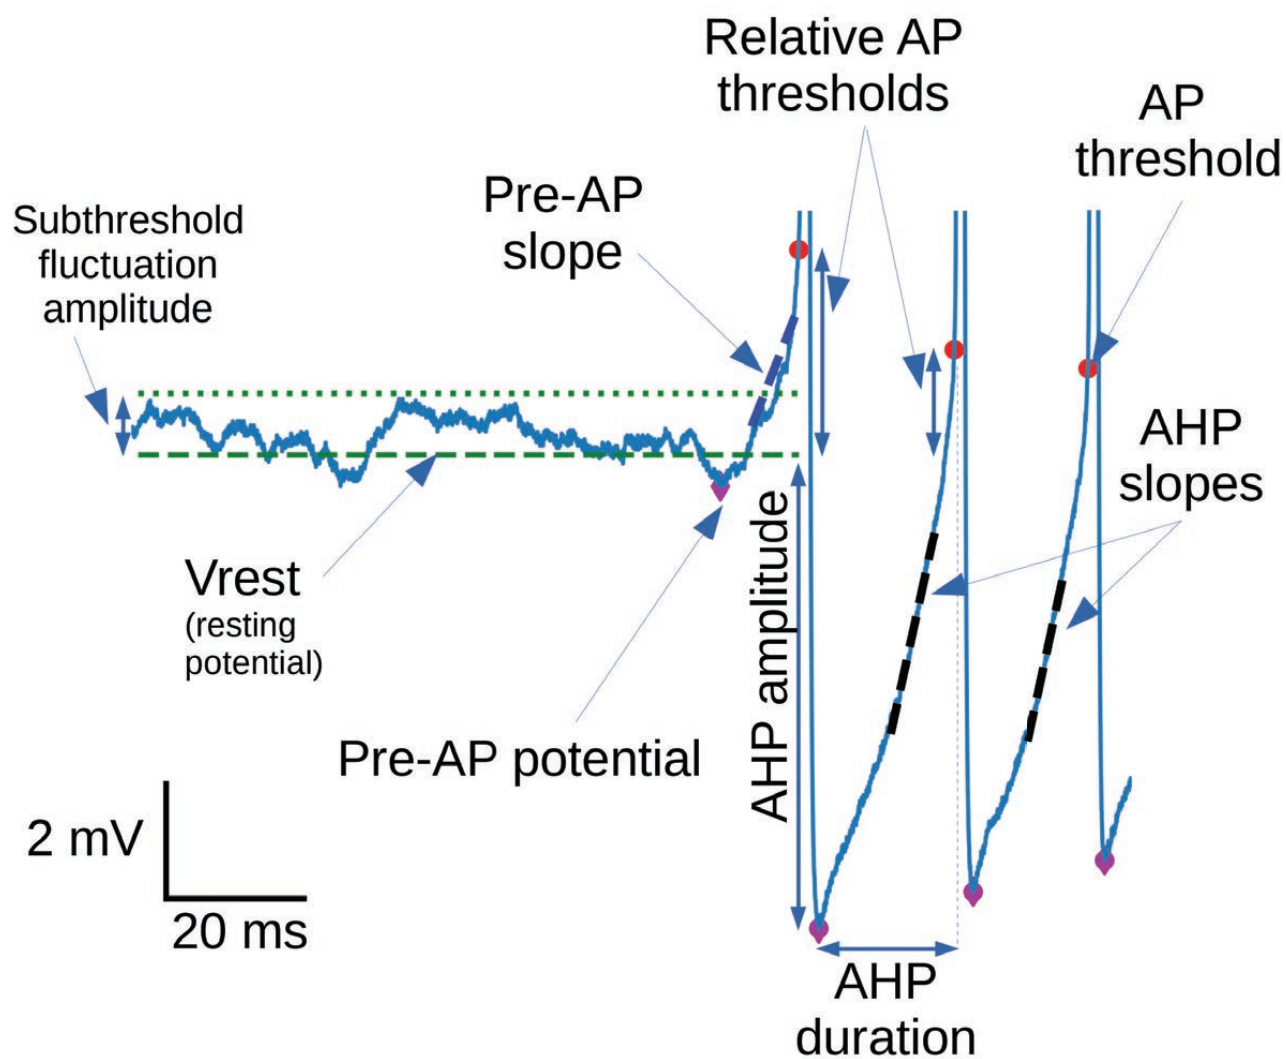 Relative AP
thresholds
AP
threshold
Pre-AP
slope
Subthreshold
fluctuation
amplitude
AHP
slopes
Vrest
(resting
potential)
AHP amplitude
Pre-AP potential
2 mV
20 ms
AHP
duration